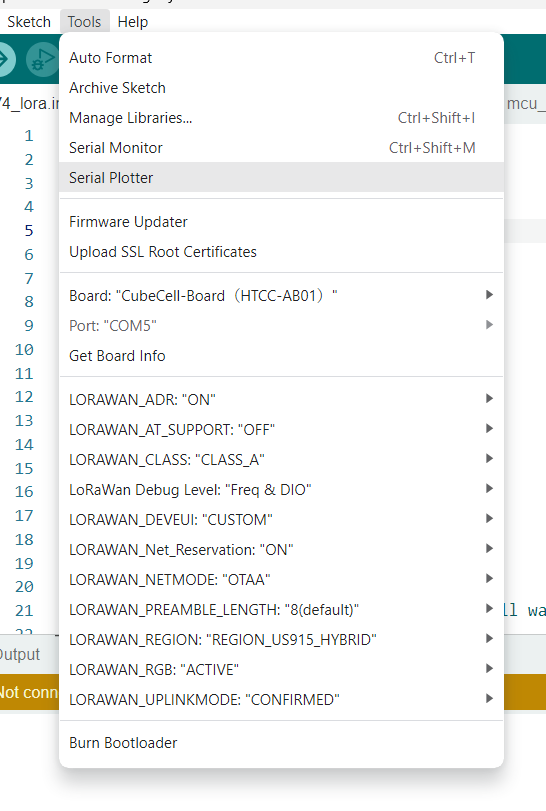 Sketch Tools Help
Auto Format Ctrl+T
Archive Sketch
Manage Libraries... Ctrl+Shift+I
Serial Monitor Ctrl+Shift+M
Serial Plotter
Firmware Updater
Upload SSL Root Certificates
Board: "CubeCell-Board（HTCC-AB01）"
Port: "COM5"
Get Board Info
LORAWAN_ADR: "ON"
LORAWAN_AT_SUPPORT: "OFF"
LORAWAN_CLASS: "CLASS_A"
LoRaWan Debug Level: "Freq & DIO"
LORAWAN_DEVEUI: "CUSTOM"
LORAWAN_Net_Reservation: "ON"
LORAWAN_NETMODE: "OTAA"
LORAWAN_PREAMBLE_LENGTH: "8(default)"
LORAWAN_REGION: "REGION_US915_HYBRID"
LORAWAN_RGB: "ACTIVE"
LORAWAN_UPLINKMODE: "CONFIRMED"
Burn Bootloader
4_lora.in
mcu_
1
2
3
4
5
6
7
8
9
10
11
12
13
14
15
16
17
18
19
20
21
ll wa
Output
Not conn